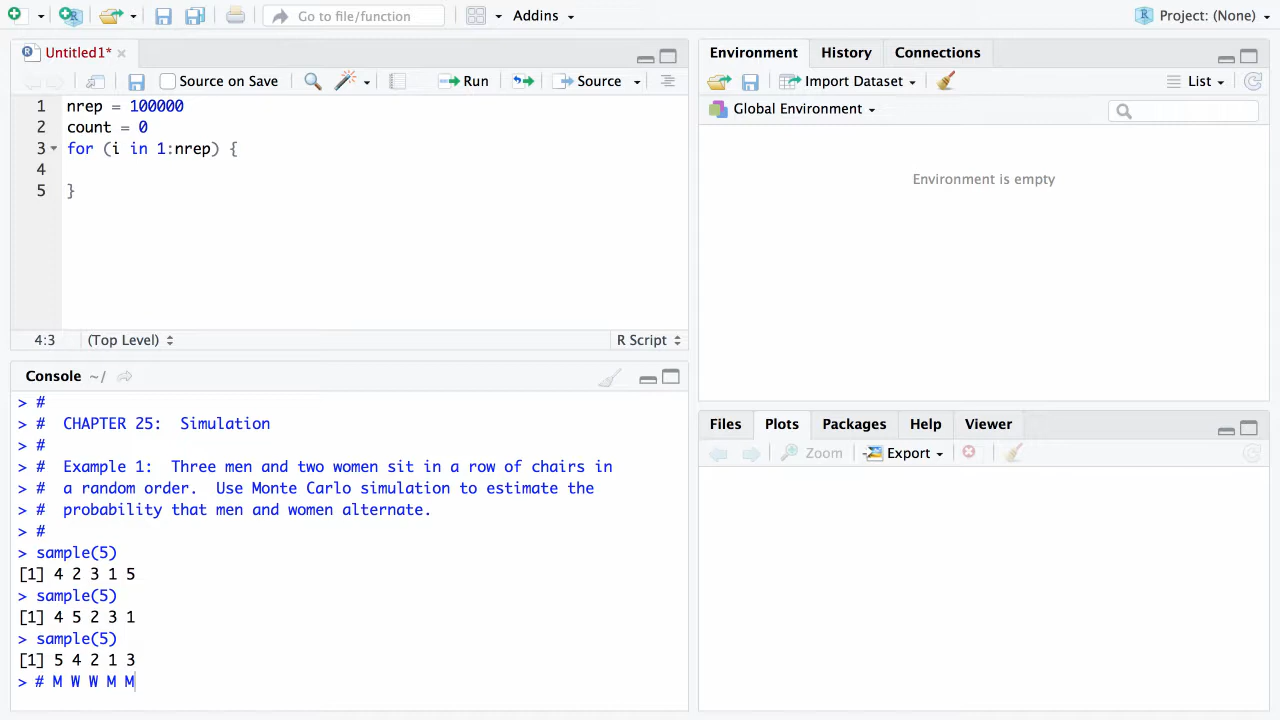 Go to file/function
Addins
Project: (None)
Untitled1*
Source on Save
Run
Source
1 nrep = 100000
2 count = 0
3 for (i in 1:nrep) {
4
5 }
4:3
(Top Level)
R Script
Console ~/
> #
> #  CHAPTER 25:  Simulation
> #
> #  Example 1:  Three men and two women sit in a row of chairs in
> #  a random order.  Use Monte Carlo simulation to estimate the
> #  probability that men and women alternate.
> #
> sample(5)
[1] 4 2 3 1 5
> sample(5)
[1] 4 5 2 3 1
> sample(5)
[1] 5 4 2 1 3
> # M W W M M
Environment
History
Connections
Import Dataset
List
Global Environment
Environment is empty
Files
Plots
Packages
Help
Viewer
Zoom
Export